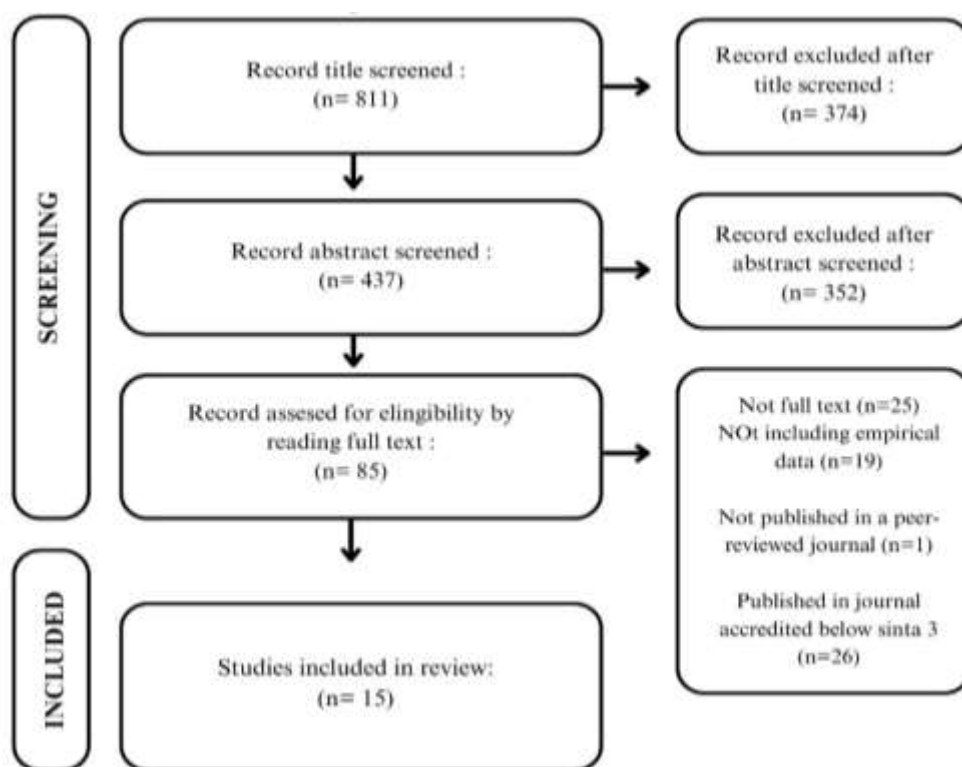 SCREENING
Record title screened :
(n= 811)
Record excluded after
title screened :
(n= 374)
Record abstract screened :
(n= 437)
Record excluded after
abstract screened :
(n= 352)
Record assesed for elingibility by
reading full text :
(n= 85)
Not full text (n=25)
NOt including empirical
data (n=19)
Not published in a peer-
reviewed journal (n=1)
Published in journal
accredited below sinta 3
(n=26)
INCLUDED
Studies included in review:
(n= 15)